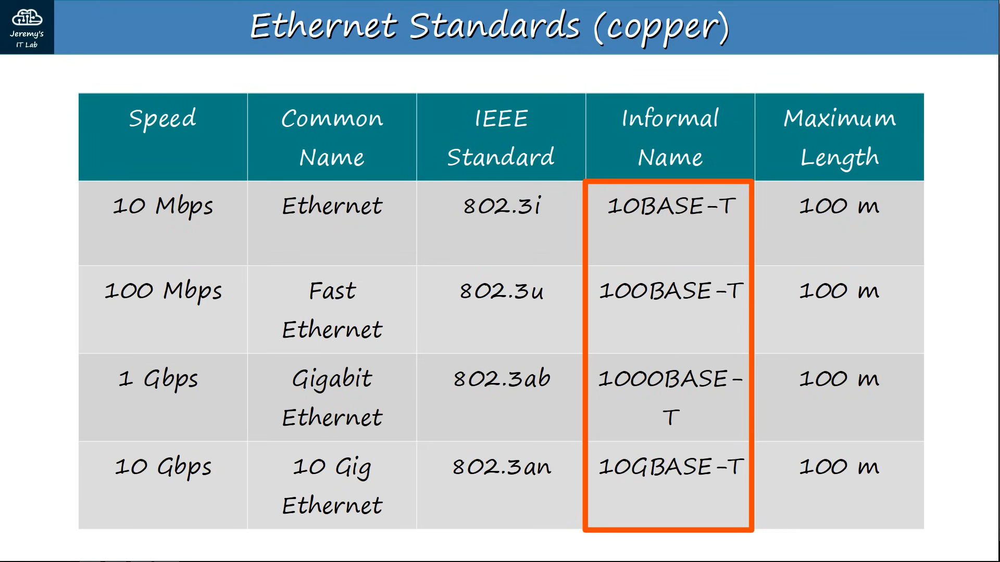 Jeremy's
IT Lab
Ethernet Standards (copper)
Speed
Common
Name
IEEE
Standard
Informal
Name
Maximum
Length
10 Mbps
Ethernet
802.3i
10BASE-T
100 m
100 Mbps
Fast
Ethernet
802.3u
100BASE-T
100 m
1 Gbps
Gigabit
Ethernet
802.3ab
1000BASE-
T
100 m
10 Gbps
10 Gig
Ethernet
802.3an
10GBASE-T
100 m